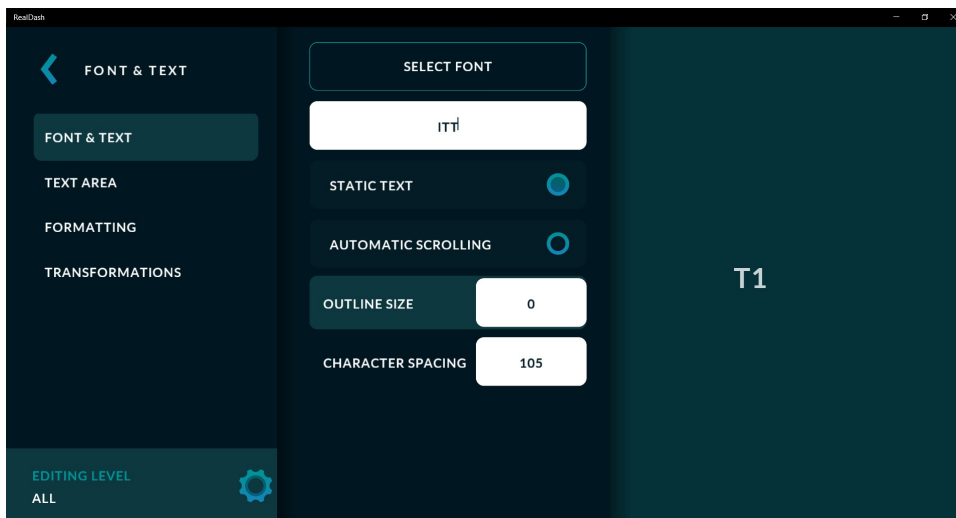 RealDash
FONT & TEXT
FONT & TEXT
TEXT AREA
FORMATTING
TRANSFORMATIONS
EDITING LEVEL
ALL
SELECT FONT
ITT
STATIC TEXT
AUTOMATIC SCROLLING
OUTLINE SIZE 0
CHARACTER SPACING 105
T1